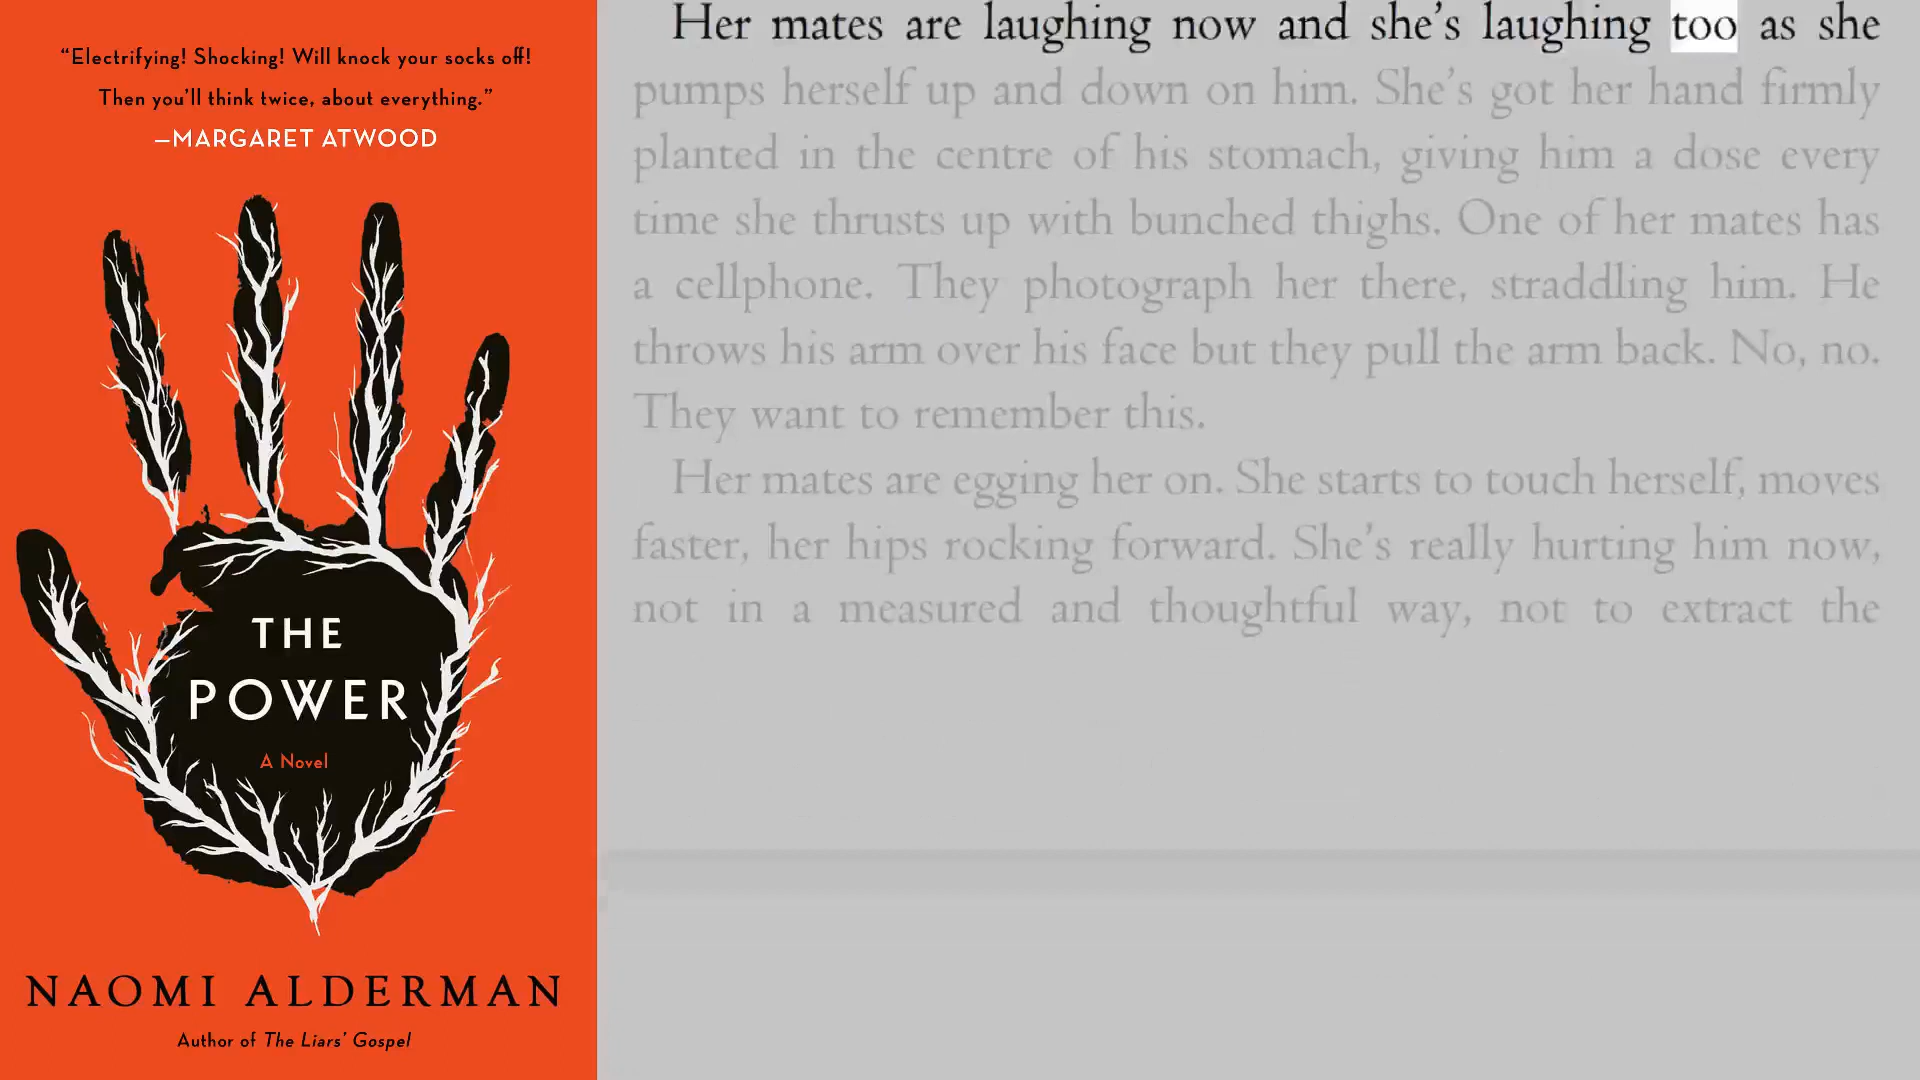 “Electrifying! Shocking! Will knock your socks off!
Then you’ll think twice, about everything.”
—MARGARET ATWOOD
THE
POWER
A Novel
NAOMI ALDERMAN
Author of The Liars’ Gospel
Her mates are laughing now and she’s laughing too as she
pumps herself up and down on him. She’s got her hand firmly
planted in the centre of his stomach, giving him a dose every
time she thrusts up with bunched thighs. One of her mates has
a cellphone. They photograph her there, straddling him. He
throws his arm over his face but they pull the arm back. No, no.
They want to remember this.
Her mates are egging her on. She starts to touch herself, moves
faster, her hips rocking forward. She’s really hurting him now,
not in a measured and thoughtful way, not to extract the